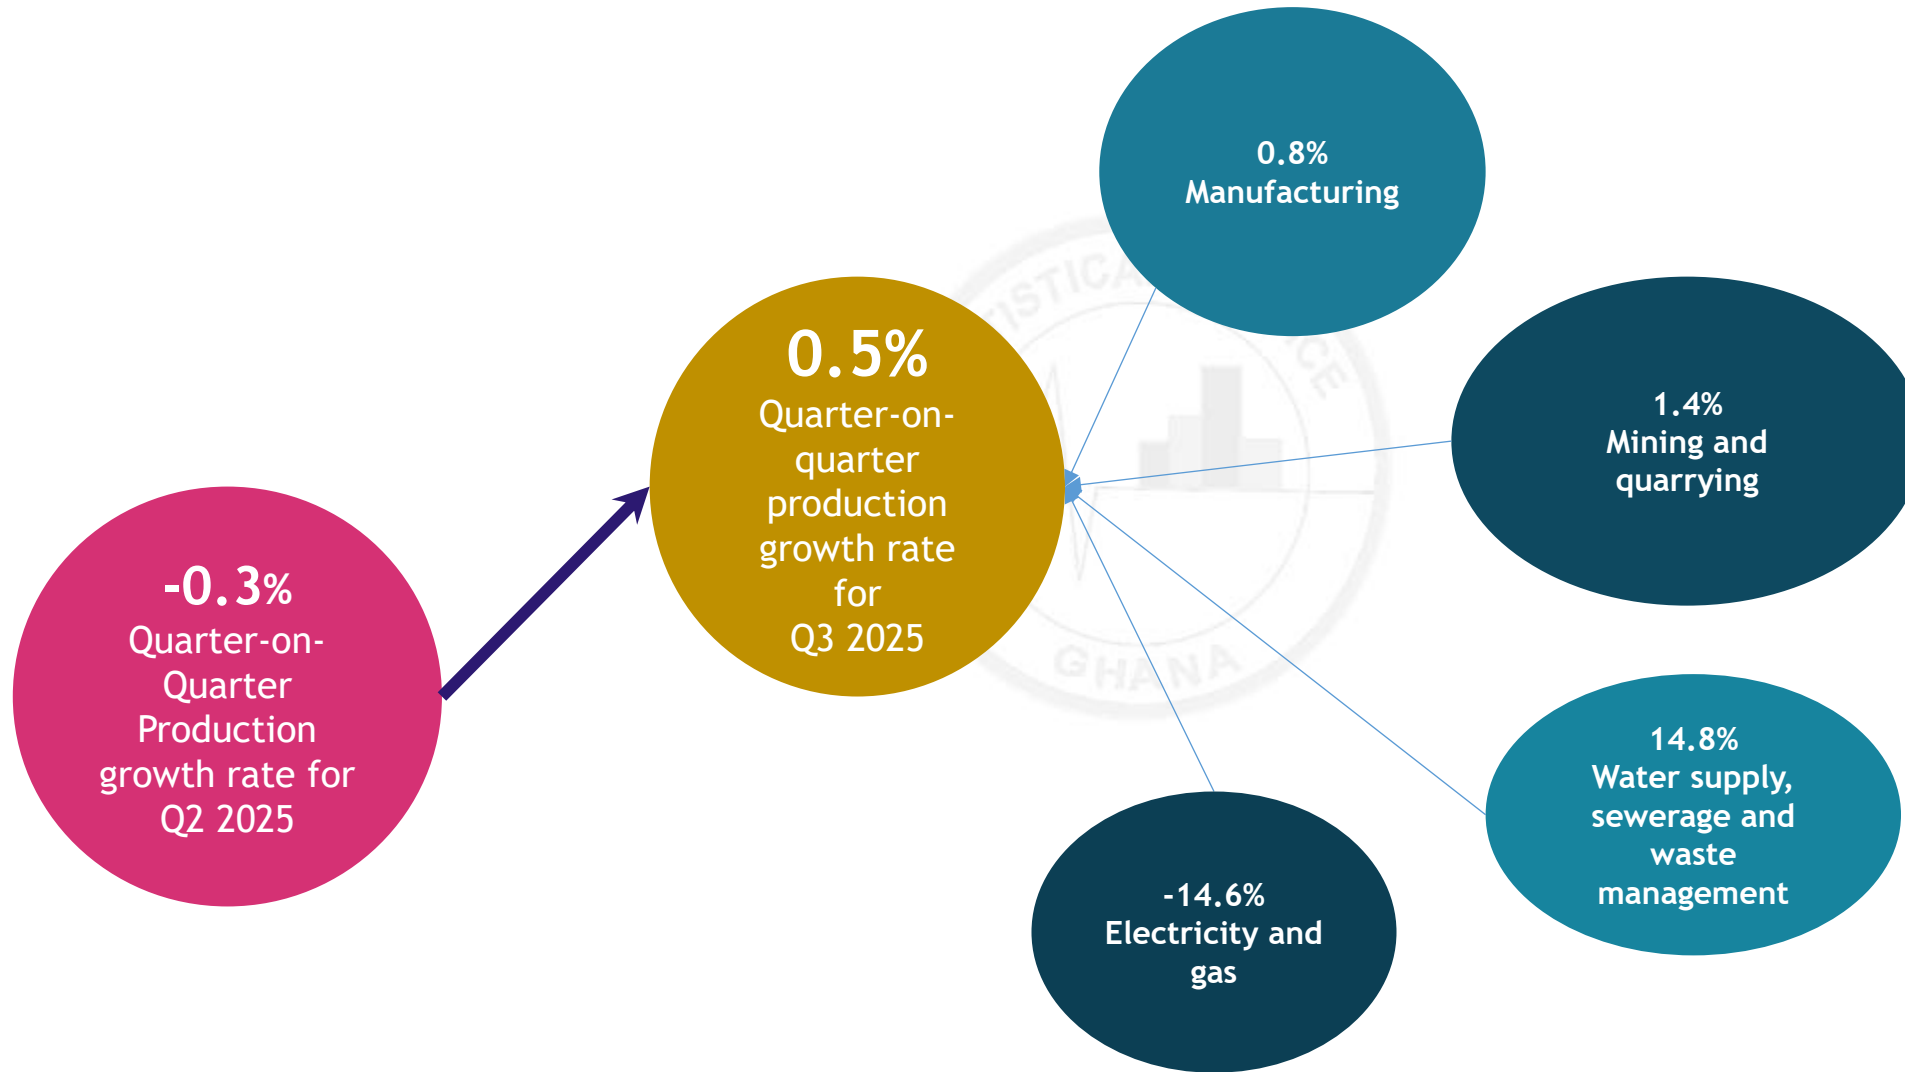 -0.3%
Quarter-on-
Quarter
Production
growth rate for
Q2 2025
0.5%
Quarter-on-
quarter
production
growth rate
for
Q3 2025
0.8%
Manufacturing
1.4%
Mining and
quarrying
14.8%
Water supply,
sewerage and
waste
management
-14.6%
Electricity and
gas
GHANA